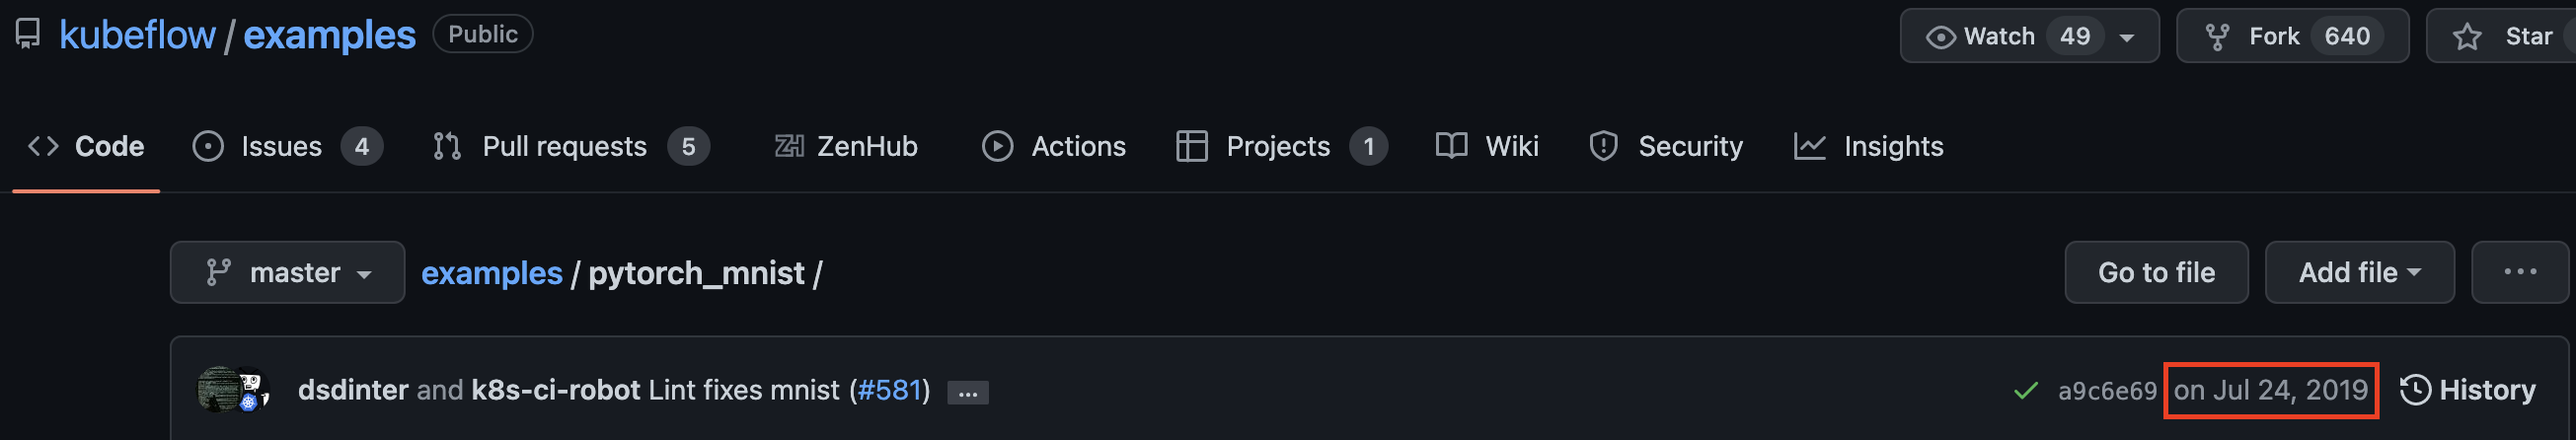 kubeflow / examples Public Watch 49 Fork 640 Star
Code Issues 4 Pull requests 5 ZenHub Actions Projects 1 Wiki Security Insights
master examples / pytorch_mnist / Go to file Add file ...
dsdinter and k8s-ci-robot Lint fixes mnist (#581) ... a9c6e69 on Jul 24, 2019 History